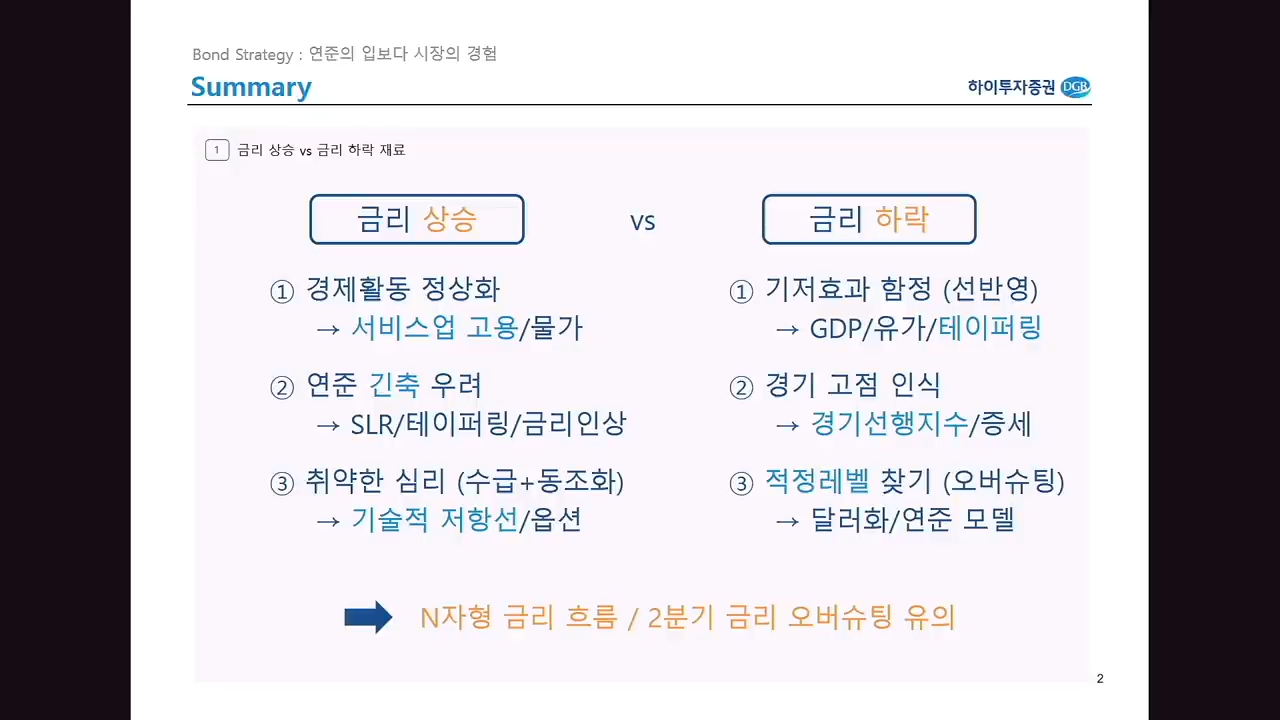 Bond Strategy : 연준의 입보다 시장의 경험
Summary
하이투자증권 DGB
1 금리 상승 vs 금리 하락 재료
금리 상승 vs 금리 하락
① 경제활동 정상화
→ 서비스업 고용/물가
② 연준 긴축 우려
→ SLR/테이퍼링/금리인상
③ 취약한 심리 (수급+동조화)
→ 기술적 저항선/옵션
① 기저효과 함정 (선반영)
→ GDP/유가/테이퍼링
② 경기 고점 인식
→ 경기선행지수/증세
③ 적정레벨 찾기 (오버슈팅)
→ 달러화/연준 모델
N자형 금리 흐름 / 2분기 금리 오버슈팅 유의
2